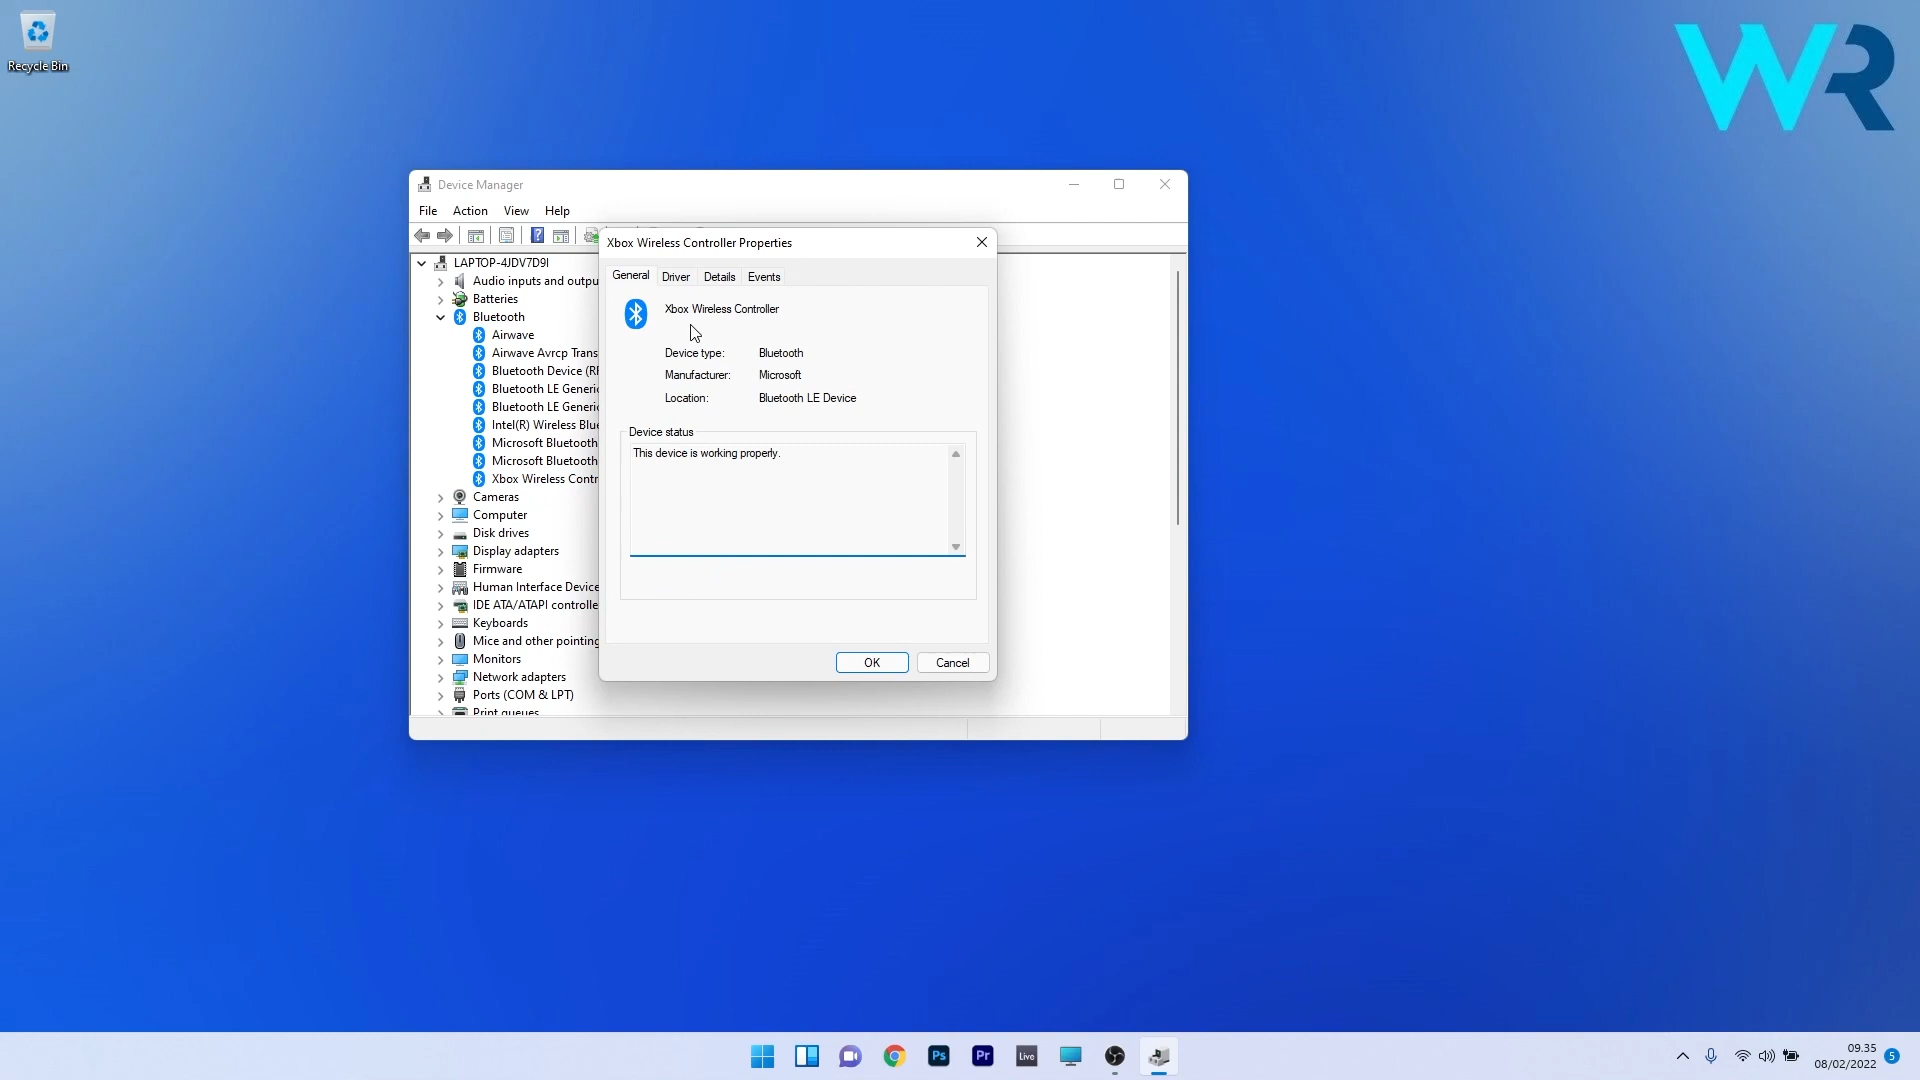 Recycle Bin
WR
Device Manager
File Action View Help
LAPTOP-4JDV7D9I
Audio inputs and outpu
Batteries
Bluetooth
Airwave
Airwave Avrcp Trans
Bluetooth Device (RF
Bluetooth LE Generic
Bluetooth LE Generic
Intel(R) Wireless Blue
Microsoft Bluetooth
Microsoft Bluetooth
Xbox Wireless Contr
Cameras
Computer
Disk drives
Display adapters
Firmware
Human Interface Device
IDE ATA/ATAPI controlle
Keyboards
Mice and other pointing
Monitors
Network adapters
Ports (COM & LPT)
Print queues
Xbox Wireless Controller Properties
General Driver Details Events
Xbox Wireless Controller
Device type: Bluetooth
Manufacturer: Microsoft
Location: Bluetooth LE Device
Device status
This device is working properly.
OK Cancel
Ps Pr Live
09.35
08/02/2022
5